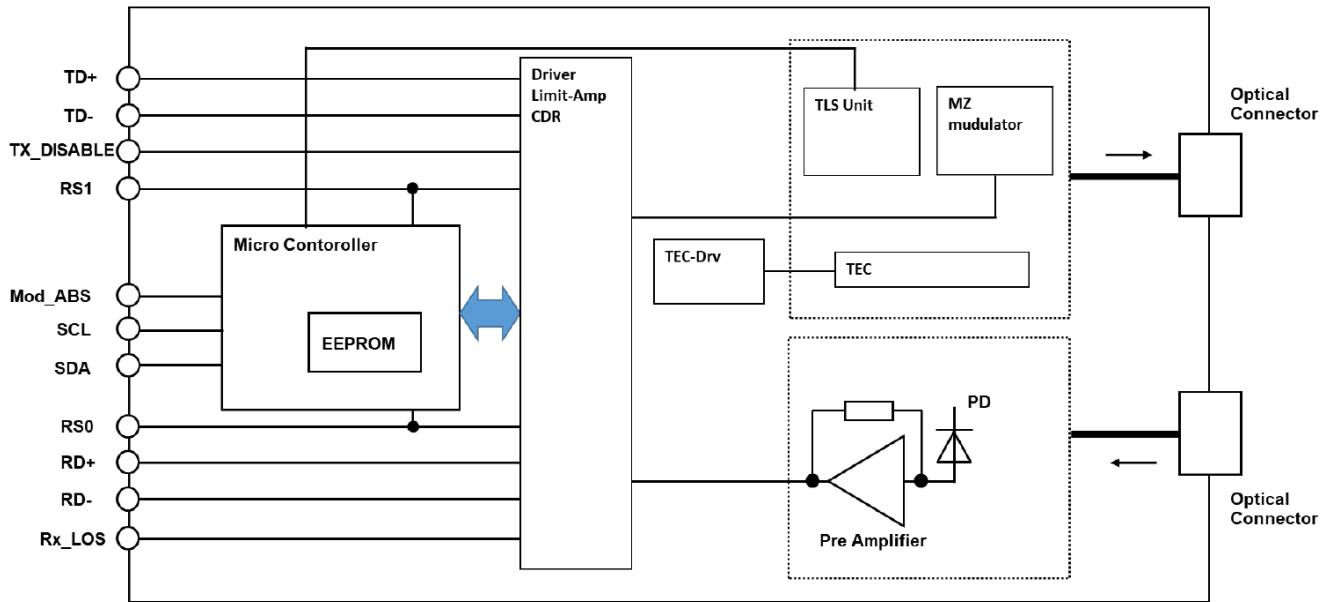 TD+
TD-
TX_DISABLE
RS1
Mod_ABS
SCL
SDA
RS0
RD+
RD-
Rx_LOS
Micro Contoroller
EEPROM
Driver
Limit-Amp
CDR
TLS Unit
MZ
mudulator
TEC-Drv
TEC
PD
Pre Amplifier
Optical
Connector
Optical
Connector